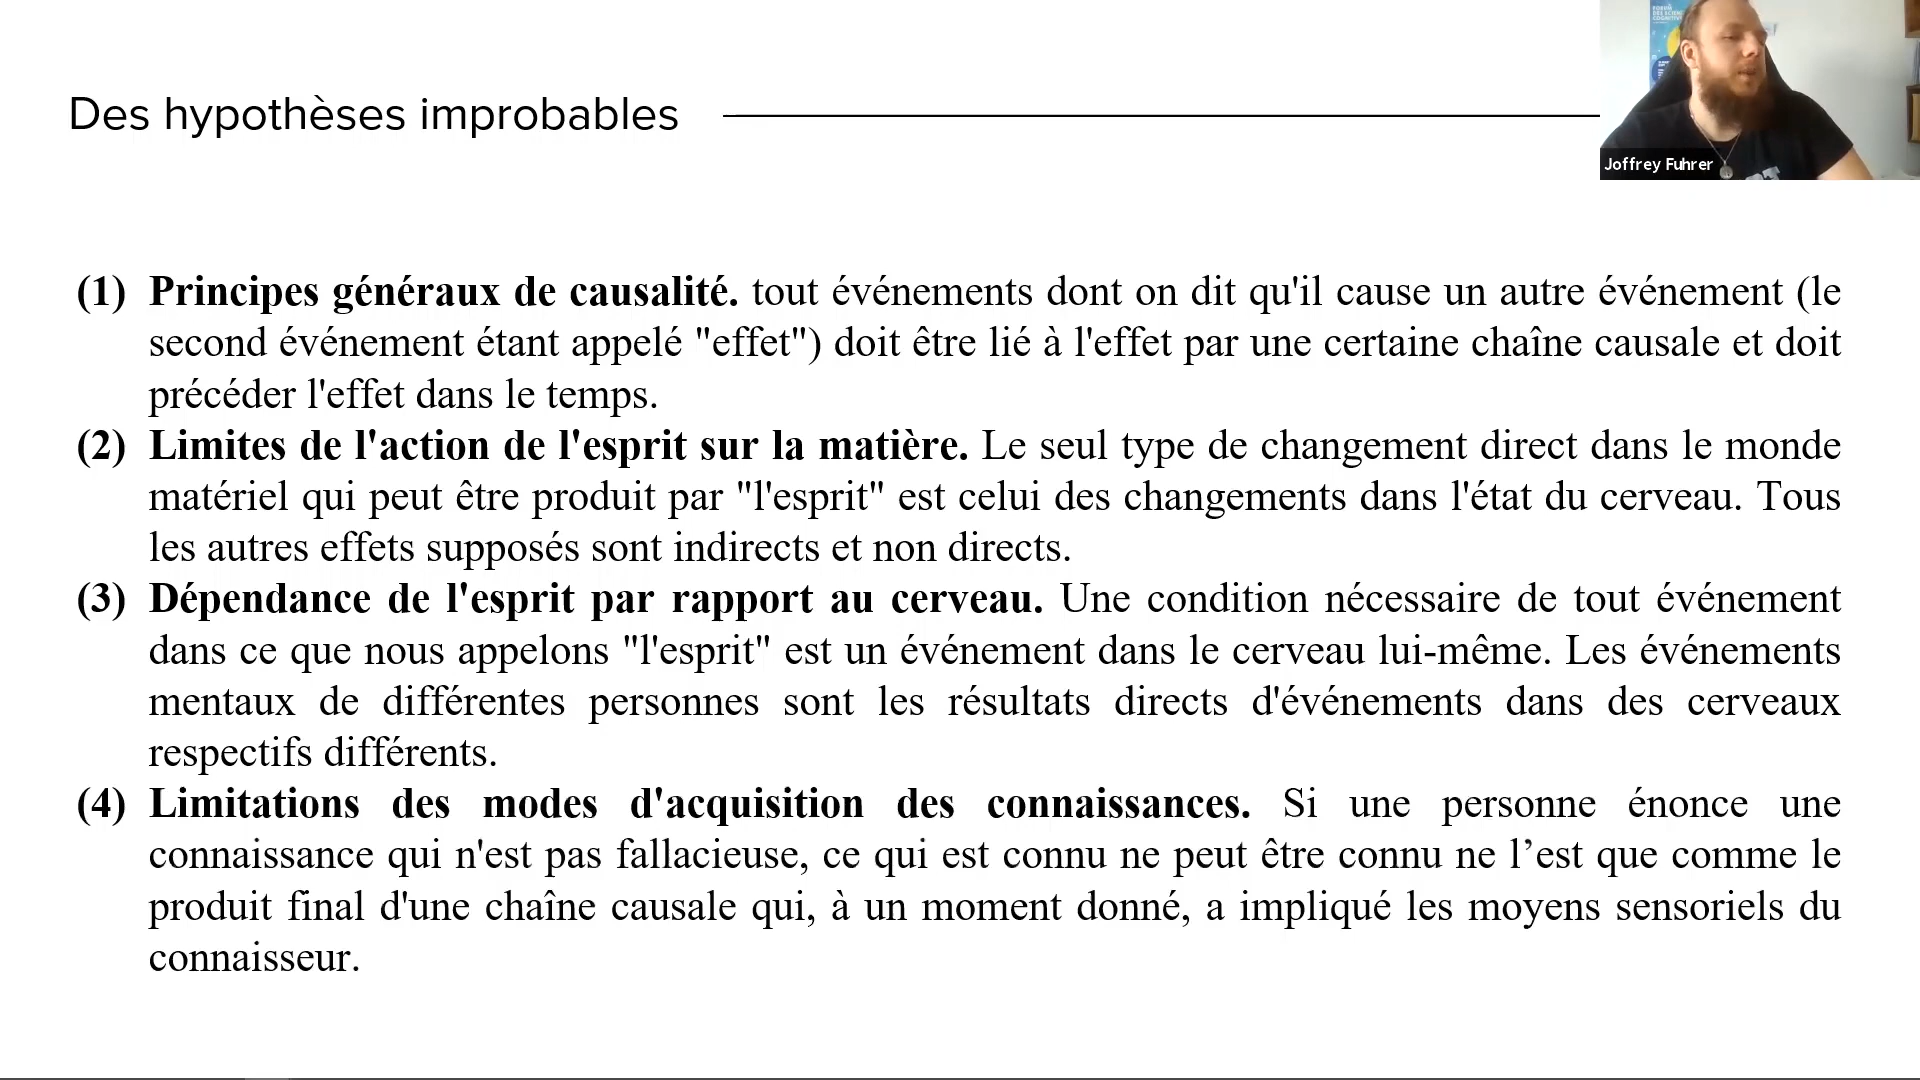 FORUM
DES SCIENCES
COGNITIVES
Des hypothèses improbables
Joffrey Fuhrer
(1) Principes généraux de causalité. tout événements dont on dit qu'il cause un autre événement (le
second événement étant appelé "effet") doit être lié à l'effet par une certaine chaîne causale et doit
précéder l'effet dans le temps.
(2) Limites de l'action de l'esprit sur la matière. Le seul type de changement direct dans le monde
matériel qui peut être produit par "l'esprit" est celui des changements dans l'état du cerveau. Tous
les autres effets supposés sont indirects et non directs.
(3) Dépendance de l'esprit par rapport au cerveau. Une condition nécessaire de tout événement
dans ce que nous appelons "l'esprit" est un événement dans le cerveau lui-même. Les événements
mentaux de différentes personnes sont les résultats directs d'événements dans des cerveaux
respectifs différents.
(4) Limitations des modes d'acquisition des connaissances. Si une personne énonce une
connaissance qui n'est pas fallacieuse, ce qui est connu ne peut être connu ne l’est que comme le
produit final d'une chaîne causale qui, à un moment donné, a impliqué les moyens sensoriels du
connaisseur.